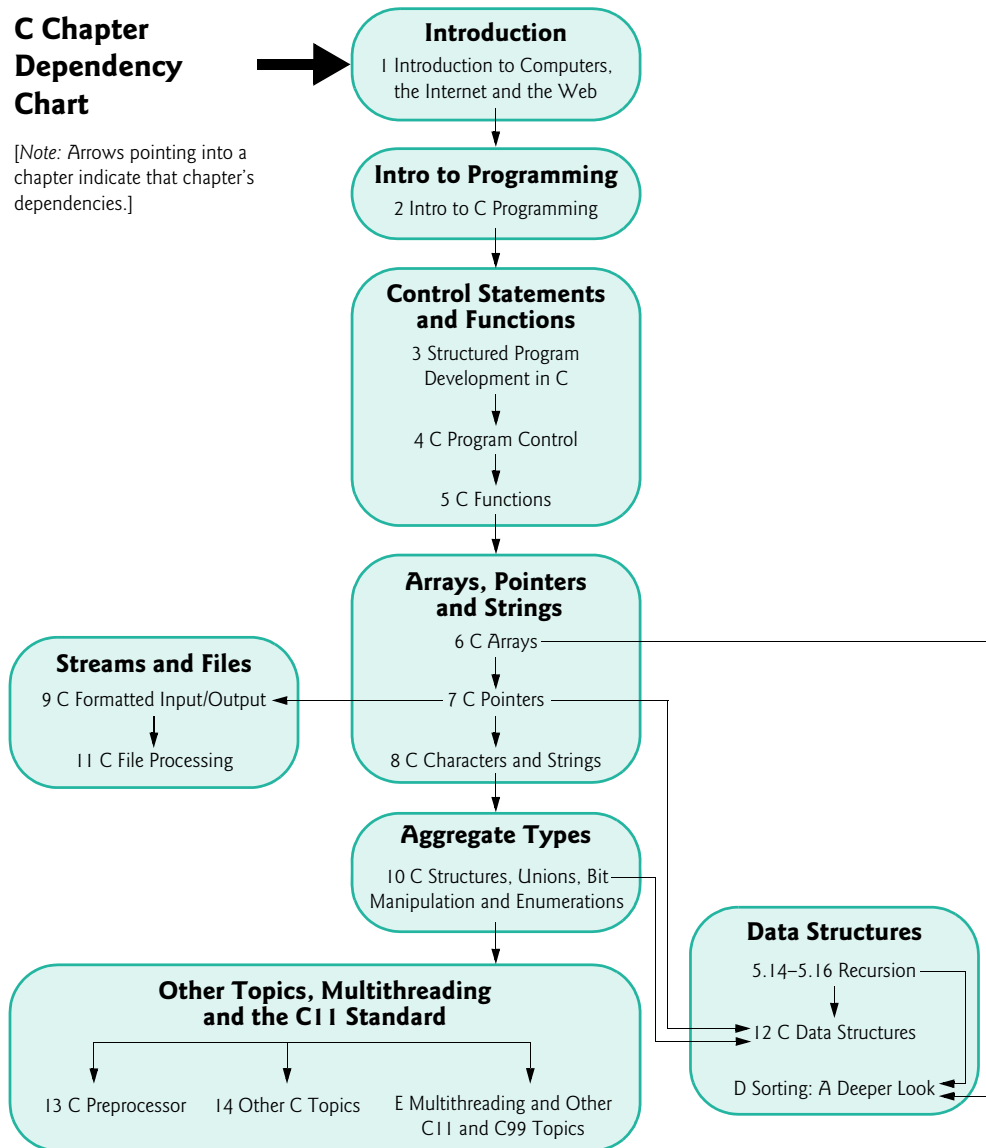 C Chapter
Dependency
Chart
[Note: Arrows pointing into a
chapter indicate that chapter's
dependencies.]
Introduction
1 Introduction to Computers,
the Internet and the Web
Intro to Programming
2 Intro to C Programming
Control Statements
and Functions
3 Structured Program
Development in C
4 C Program Control
5 C Functions
Arrays, Pointers
and Strings
6 C Arrays
7 C Pointers
8 C Characters and Strings
Streams and Files
9 C Formatted Input/Output
11 C File Processing
Aggregate Types
10 C Structures, Unions, Bit
Manipulation and Enumerations
Data Structures
5.14–5.16 Recursion
12 C Data Structures
D Sorting: A Deeper Look
Other Topics, Multithreading
and the C11 Standard
13 C Preprocessor
14 Other C Topics
E Multithreading and Other
C11 and C99 Topics